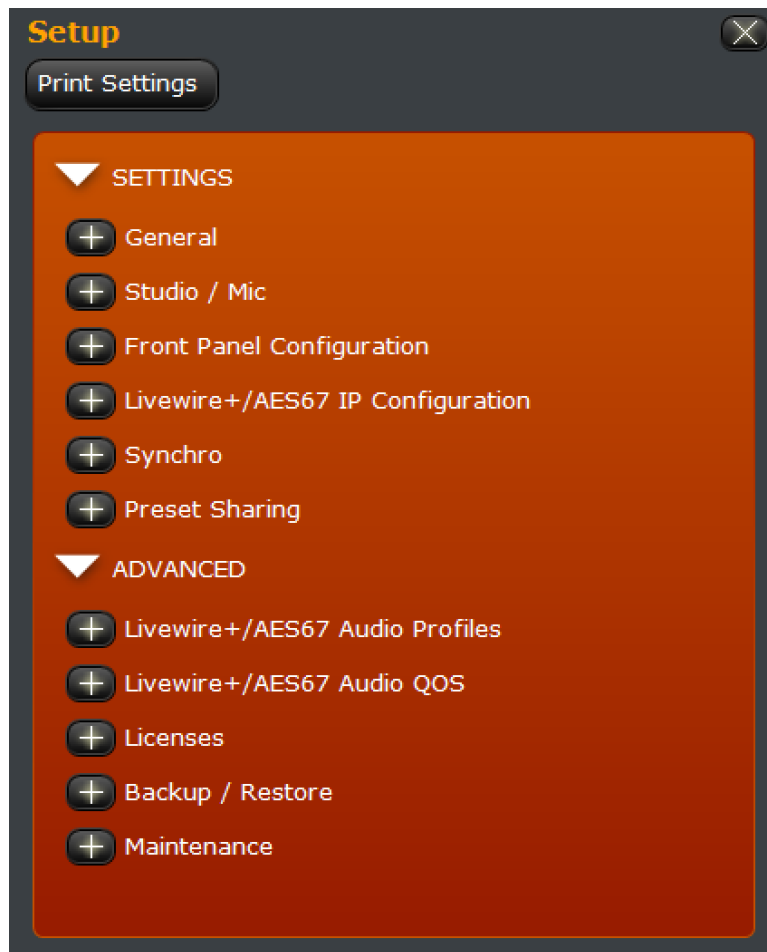 Setup
Print Settings
SETTINGS
General
Studio / Mic
Front Panel Configuration
Livewire+/AES67 IP Configuration
Synchro
Preset Sharing
ADVANCED
Livewire+/AES67 Audio Profiles
Livewire+/AES67 Audio QOS
Licenses
Backup / Restore
Maintenance